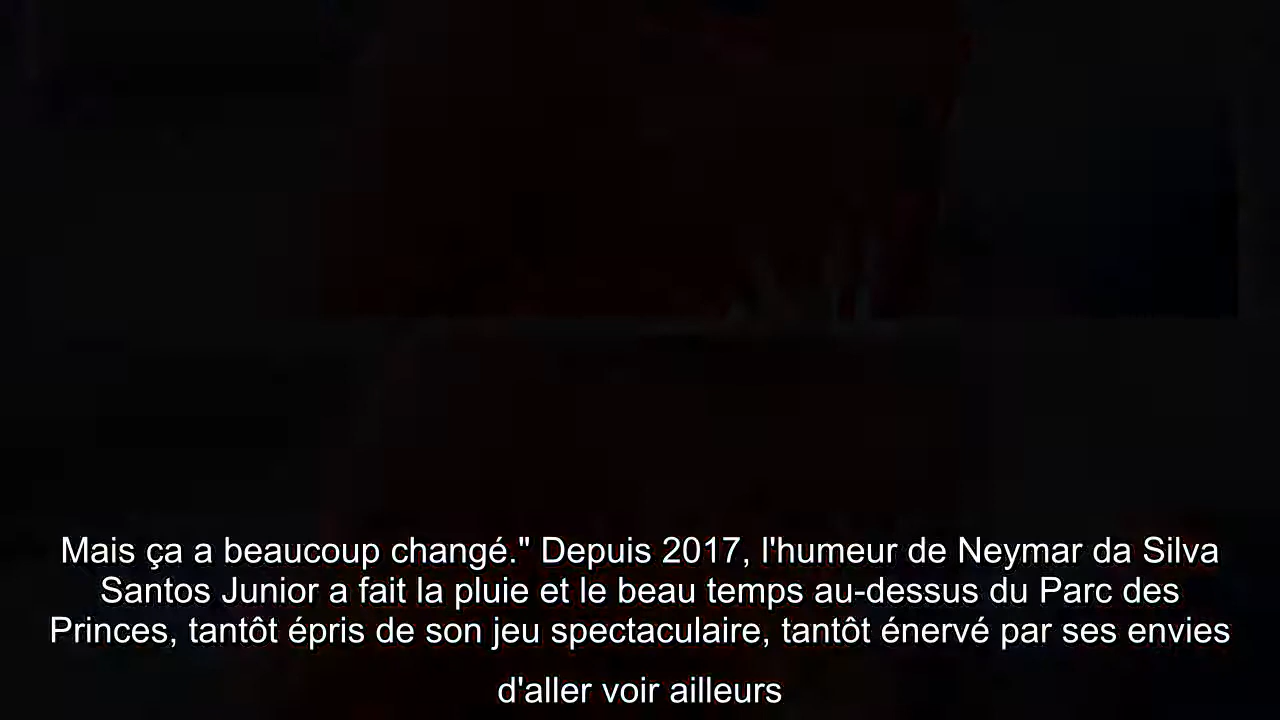 Mais ça a beaucoup changé." Depuis 2017, l'humeur de Neymar da Silva
Santos Junior a fait la pluie et le beau temps au-dessus du Parc des
Princes, tantôt épris de son jeu spectaculaire, tantôt énervé par ses envies
d'aller voir ailleurs